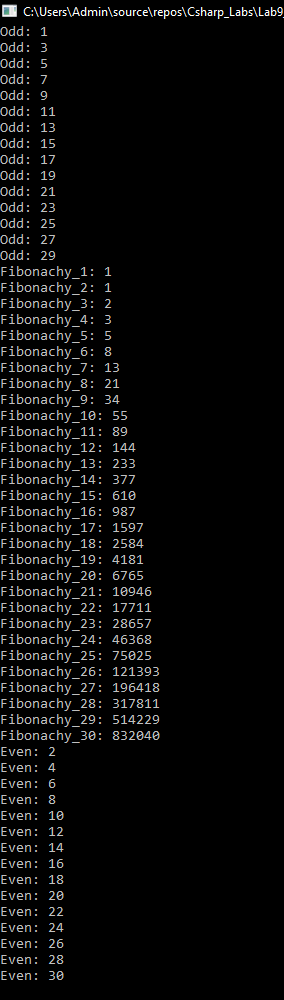 C:\Users\Admin\source\repos\Csharp_Labs\Lab9_
Odd: 1
Odd: 3
Odd: 5
Odd: 7
Odd: 9
Odd: 11
Odd: 13
Odd: 15
Odd: 17
Odd: 19
Odd: 21
Odd: 23
Odd: 25
Odd: 27
Odd: 29
Fibonachy_1: 1
Fibonachy_2: 1
Fibonachy_3: 2
Fibonachy_4: 3
Fibonachy_5: 5
Fibonachy_6: 8
Fibonachy_7: 13
Fibonachy_8: 21
Fibonachy_9: 34
Fibonachy_10: 55
Fibonachy_11: 89
Fibonachy_12: 144
Fibonachy_13: 233
Fibonachy_14: 377
Fibonachy_15: 610
Fibonachy_16: 987
Fibonachy_17: 1597
Fibonachy_18: 2584
Fibonachy_19: 4181
Fibonachy_20: 6765
Fibonachy_21: 10946
Fibonachy_22: 17711
Fibonachy_23: 28657
Fibonachy_24: 46368
Fibonachy_25: 75025
Fibonachy_26: 121393
Fibonachy_27: 196418
Fibonachy_28: 317811
Fibonachy_29: 514229
Fibonachy_30: 832040
Even: 2
Even: 4
Even: 6
Even: 8
Even: 10
Even: 12
Even: 14
Even: 16
Even: 18
Even: 20
Even: 22
Even: 24
Even: 26
Even: 28
Even: 30